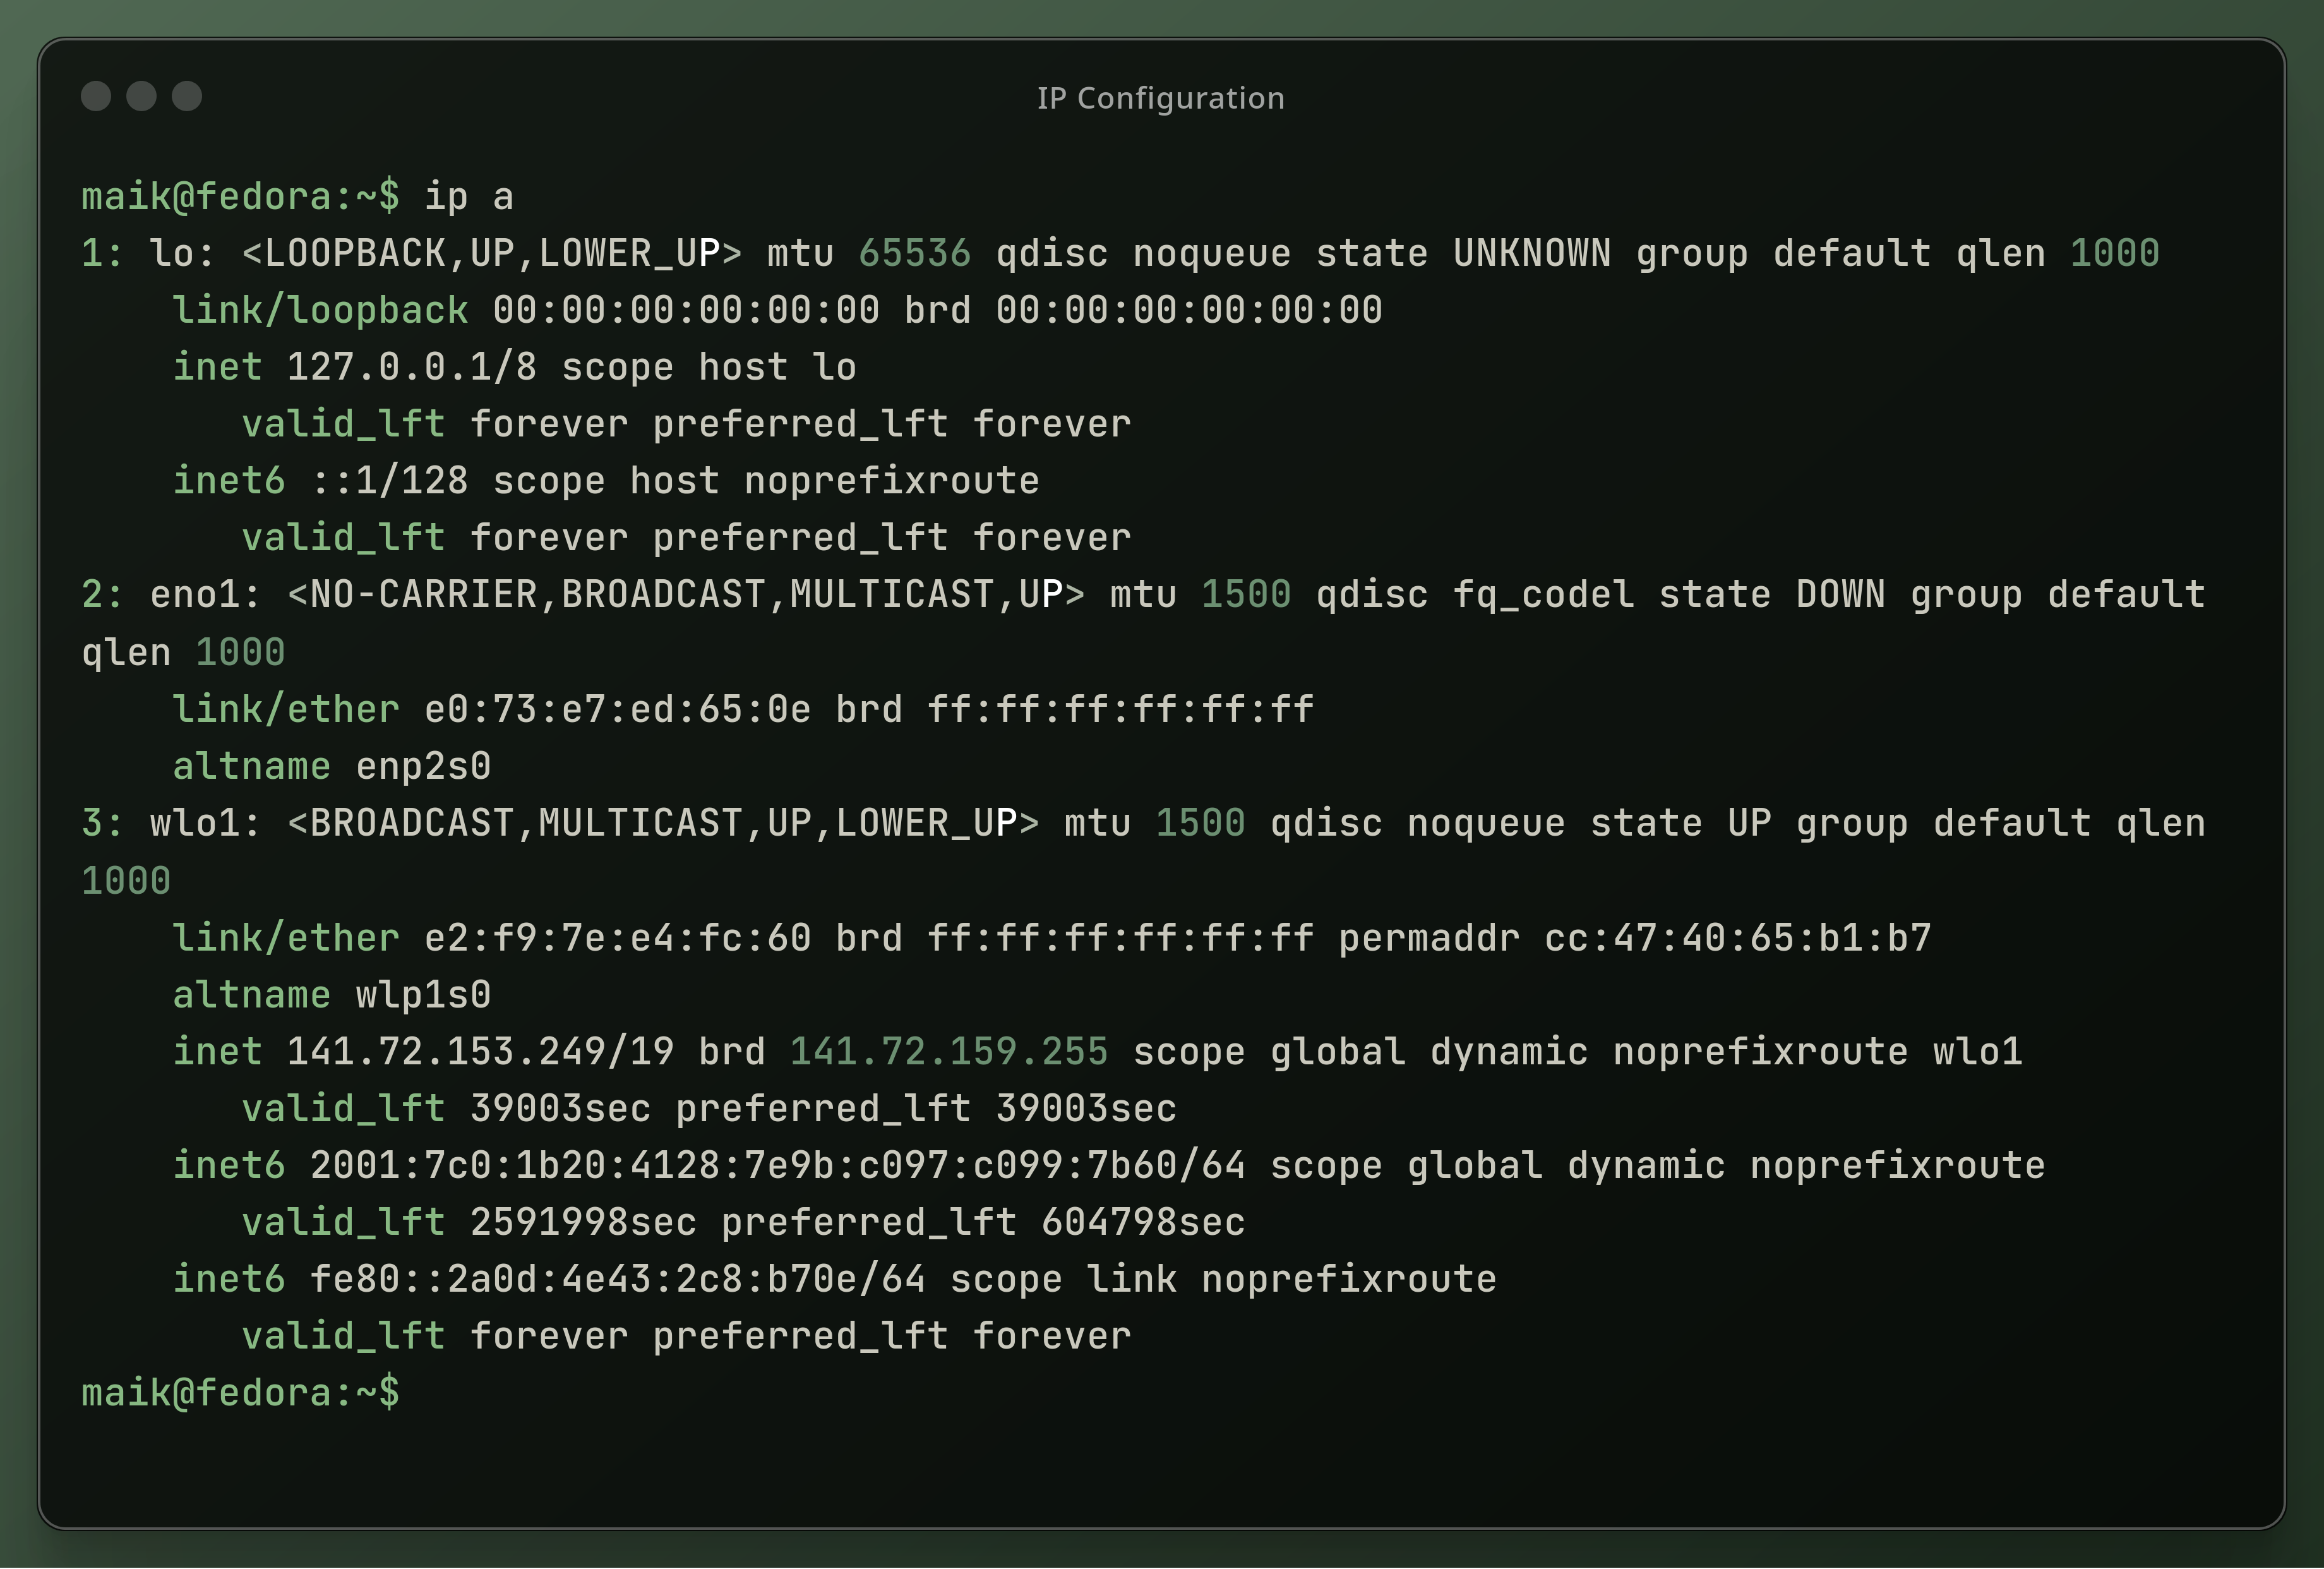 IP Configuration
maik@fedora:~$ ip a
1: lo: <LOOPBACK,UP,LOWER_UP> mtu 65536 qdisc noqueue state UNKNOWN group default qlen 1000
    link/loopback 00:00:00:00:00:00 brd 00:00:00:00:00:00
    inet 127.0.0.1/8 scope host lo
       valid_lft forever preferred_lft forever
    inet6 ::1/128 scope host noprefixroute
       valid_lft forever preferred_lft forever
2: eno1: <NO-CARRIER,BROADCAST,MULTICAST,UP> mtu 1500 qdisc fq_codel state DOWN group default
qlen 1000
    link/ether e0:73:e7:ed:65:0e brd ff:ff:ff:ff:ff:ff
    altname enp2s0
3: wlo1: <BROADCAST,MULTICAST,UP,LOWER_UP> mtu 1500 qdisc noqueue state UP group default qlen
1000
    link/ether e2:f9:7e:e4:fc:60 brd ff:ff:ff:ff:ff:ff permaddr cc:47:40:65:b1:b7
    altname wlp1s0
    inet 141.72.153.249/19 brd 141.72.159.255 scope global dynamic noprefixroute wlo1
       valid_lft 39003sec preferred_lft 39003sec
    inet6 2001:7c0:1b20:4128:7e9b:c097:c099:7b60/64 scope global dynamic noprefixroute
       valid_lft 2591998sec preferred_lft 604798sec
    inet6 fe80::2a0d:4e43:2c8:b70e/64 scope link noprefixroute
       valid_lft forever preferred_lft forever
maik@fedora:~$